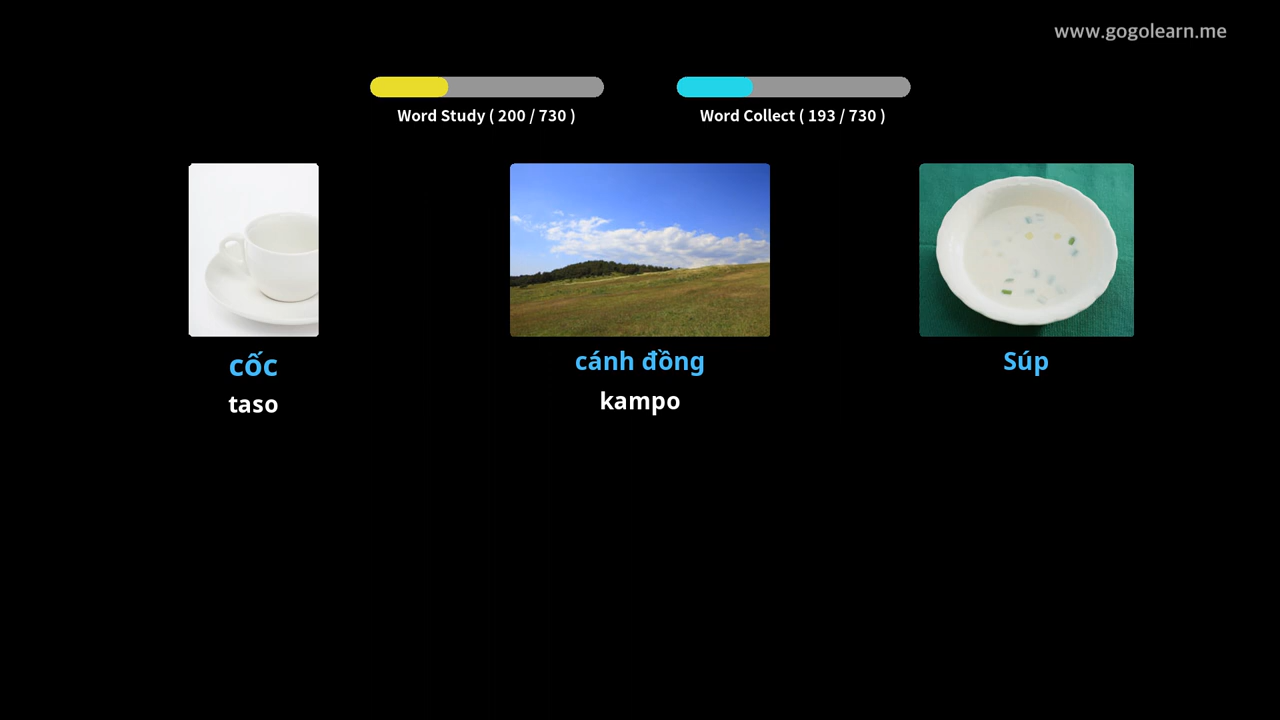 www.gogolearn.me
Word Study ( 200 / 730 )
Word Collect ( 193 / 730 )
cốc
taso
cánh đồng
kampo
Súp